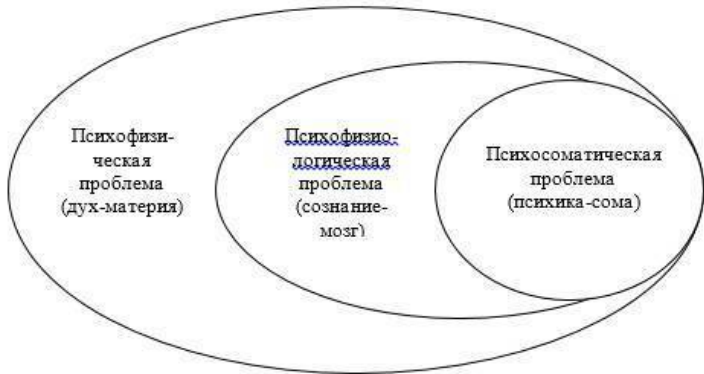 Психофизи-
ческая
проблема
(дух-материя)
Психофизио-
логическая
проблема
(сознание-
мозг)
Психосоматическая
проблема
(психика-сома)